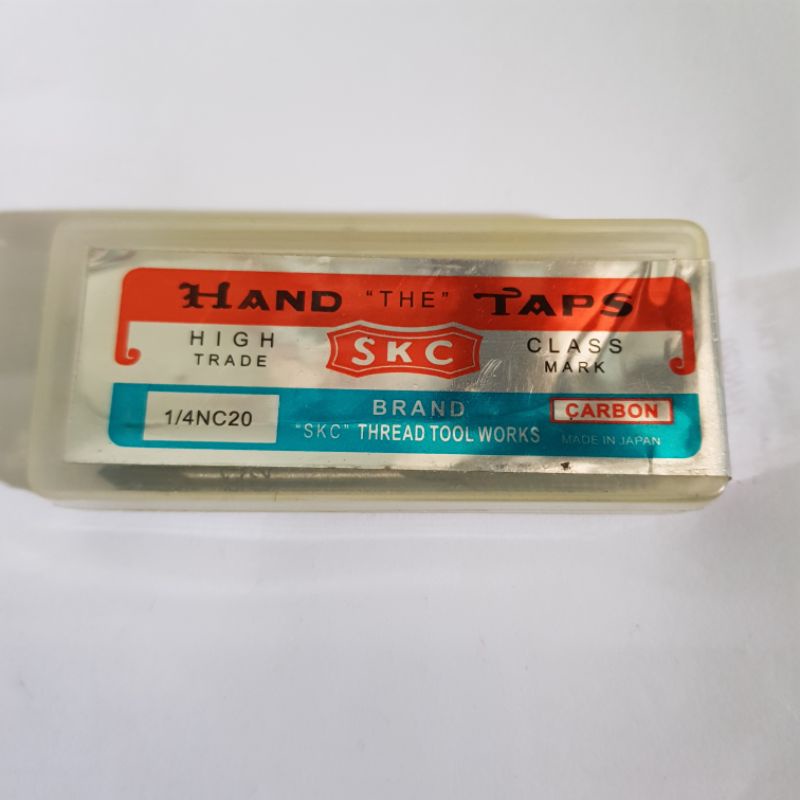 HAND "THE" TAPS
HIGH SKC CLASS
TRADE MARK
1/4NC20 BRAND CARBON
"SKC" THREAD TOOL WORKS MADE IN JAPAN